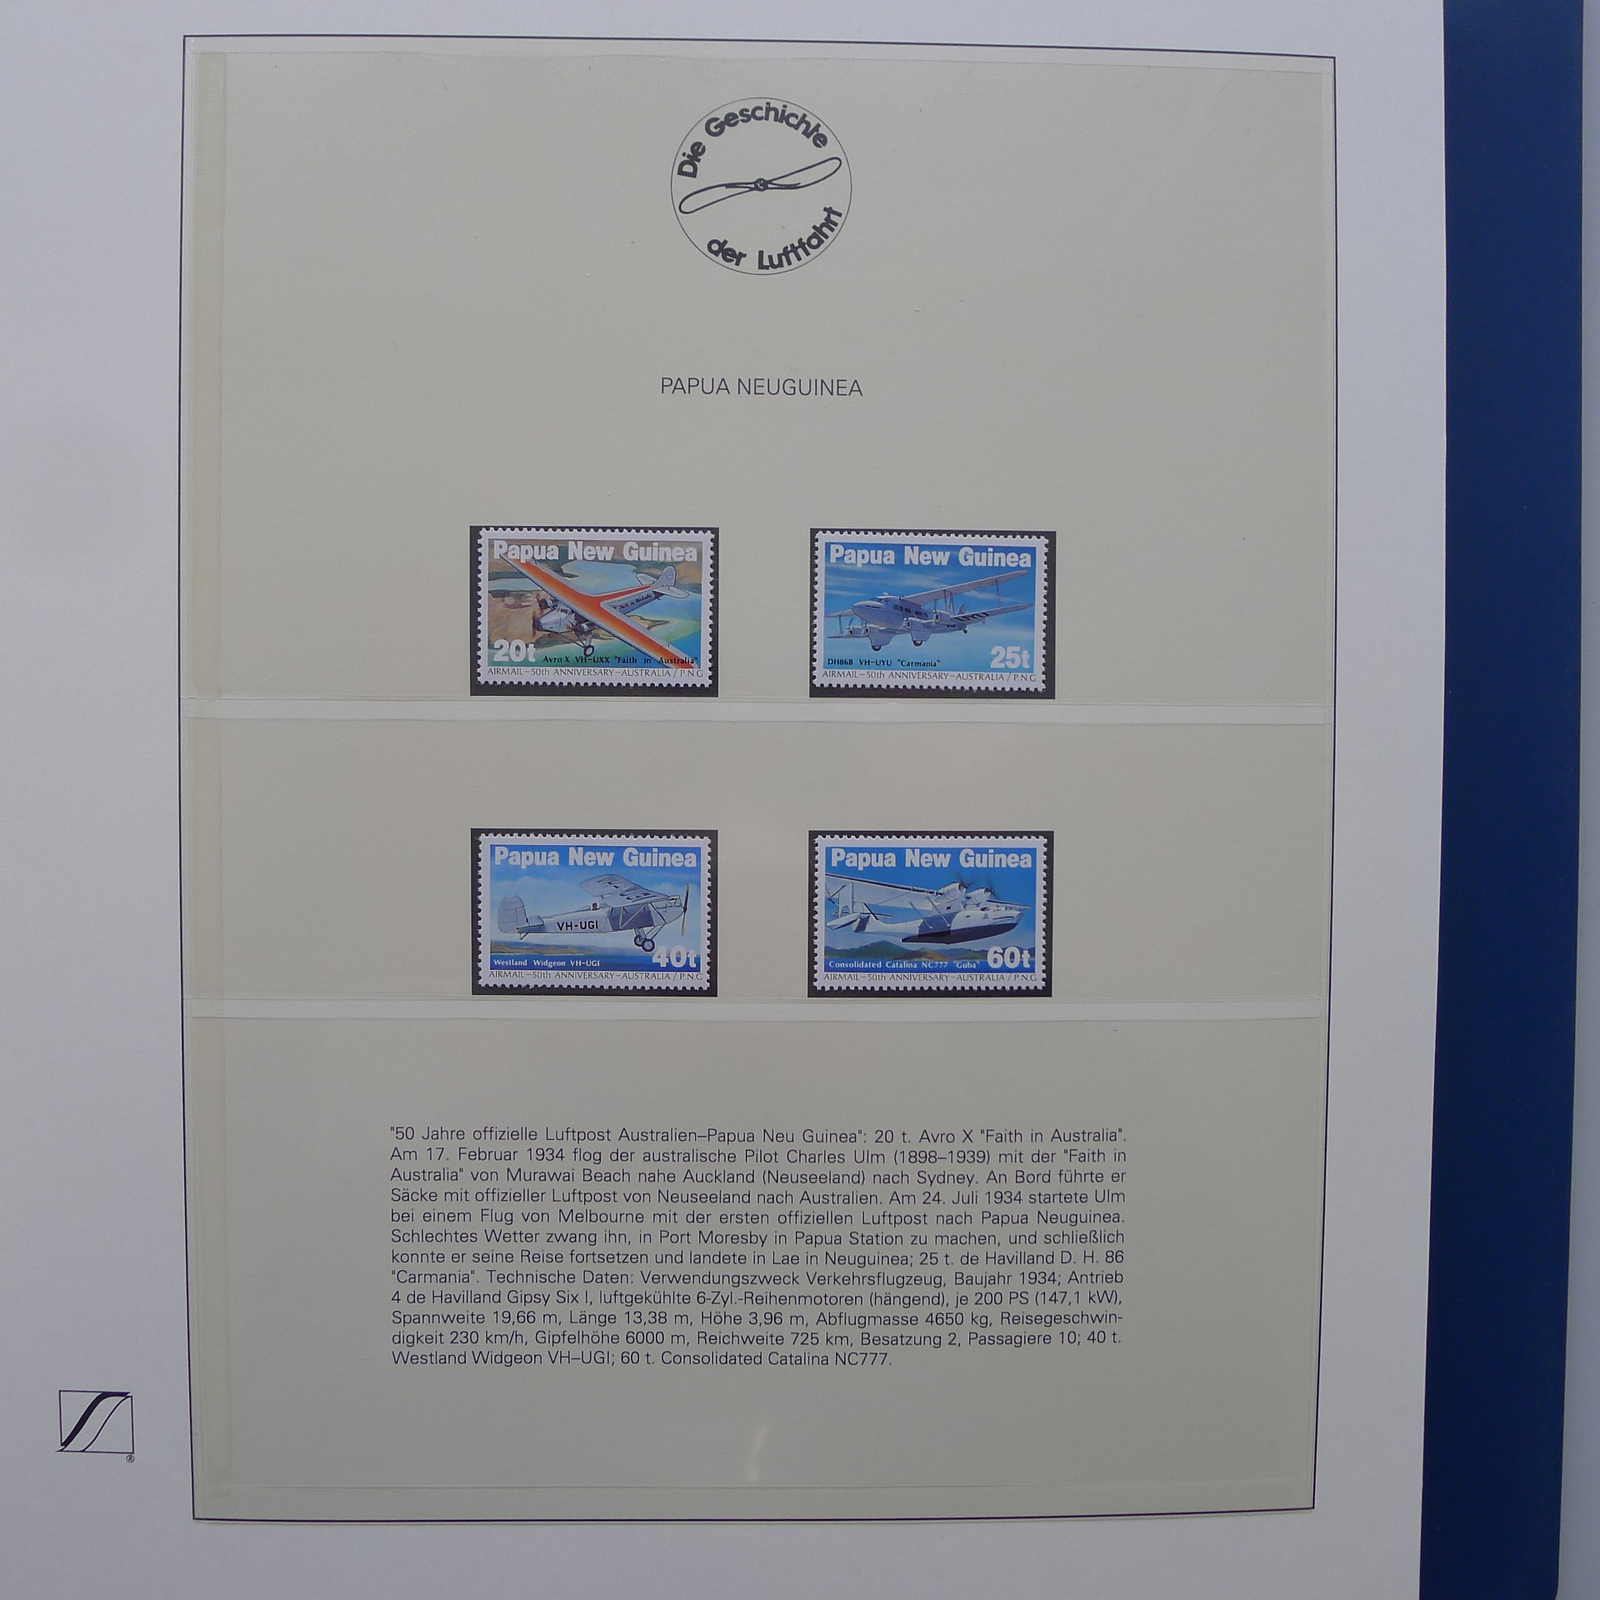 Die Geschichte
der Luftfahrt
PAPUA NEUGUINEA
Papua New Guinea
20t
Avro X VH-UXX "Faith in Australia"
AIRMAIL–50th ANNIVERSARY–AUSTRALIA / P.N.G
Papua New Guinea
DH86B VH-UYU "Carmania"
25t
AIRMAIL–50th ANNIVERSARY–AUSTRALIA / P.N.G
Papua New Guinea
VH-UGI
Westland Widgeon VH-UGI
40t
AIRMAIL–50th ANNIVERSARY–AUSTRALIA / P.N.G
Papua New Guinea
Consolidated Catalina NC777 "Guba"
60t
AIRMAIL–50th ANNIVERSARY–AUSTRALIA / P.N.G
"50 Jahre offizielle Luftpost Australien–Papua Neu Guinea": 20 t. Avro X "Faith in Australia".
Am 17. Februar 1934 flog der australische Pilot Charles Ulm (1898–1939) mit der "Faith in
Australia" von Murawai Beach nahe Auckland (Neuseeland) nach Sydney. An Bord führte er
Säcke mit offizieller Luftpost von Neuseeland nach Australien. Am 24. Juli 1934 startete Ulm
bei einem Flug von Melbourne mit der ersten offiziellen Luftpost nach Papua Neuguinea.
Schlechtes Wetter zwang ihn, in Port Moresby in Papua Station zu machen, und schließlich
konnte er seine Reise fortsetzen und landete in Lae in Neuguinea; 25 t. de Havilland D. H. 86
"Carmania". Technische Daten: Verwendungszweck Verkehrsflugzeug, Baujahr 1934; Antrieb
4 de Havilland Gipsy Six I, luftgekühlte 6-Zyl.-Reihenmotoren (hängend), je 200 PS (147,1 kW),
Spannweite 19,66 m, Länge 13,38 m, Höhe 3,96 m, Abflugmasse 4650 kg, Reisegeschwin-
digkeit 230 km/h, Gipfelhöhe 6000 m, Reichweite 725 km, Besatzung 2, Passagiere 10; 40 t.
Westland Widgeon VH–UGI; 60 t. Consolidated Catalina NC777.
®